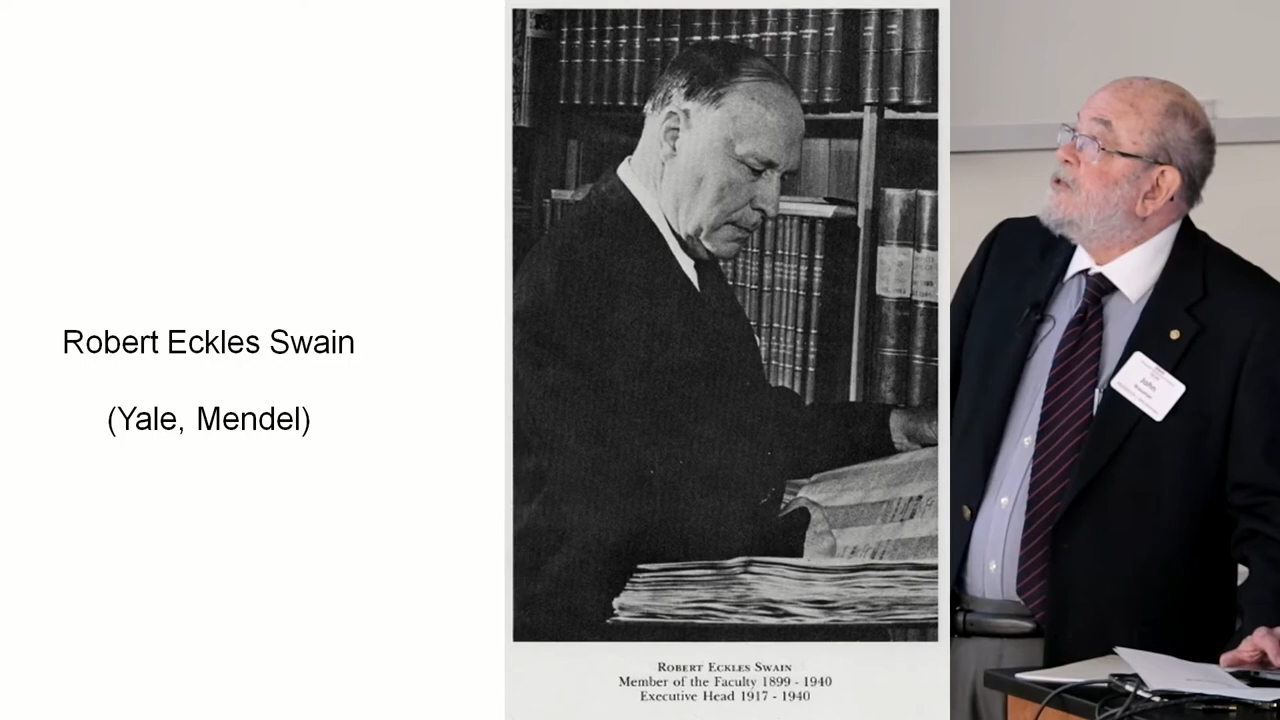 Robert Eckles Swain
(Yale, Mendel)
ROBERT ECKLES SWAIN
Member of the Faculty 1899 - 1940
Executive Head 1917 - 1940
John